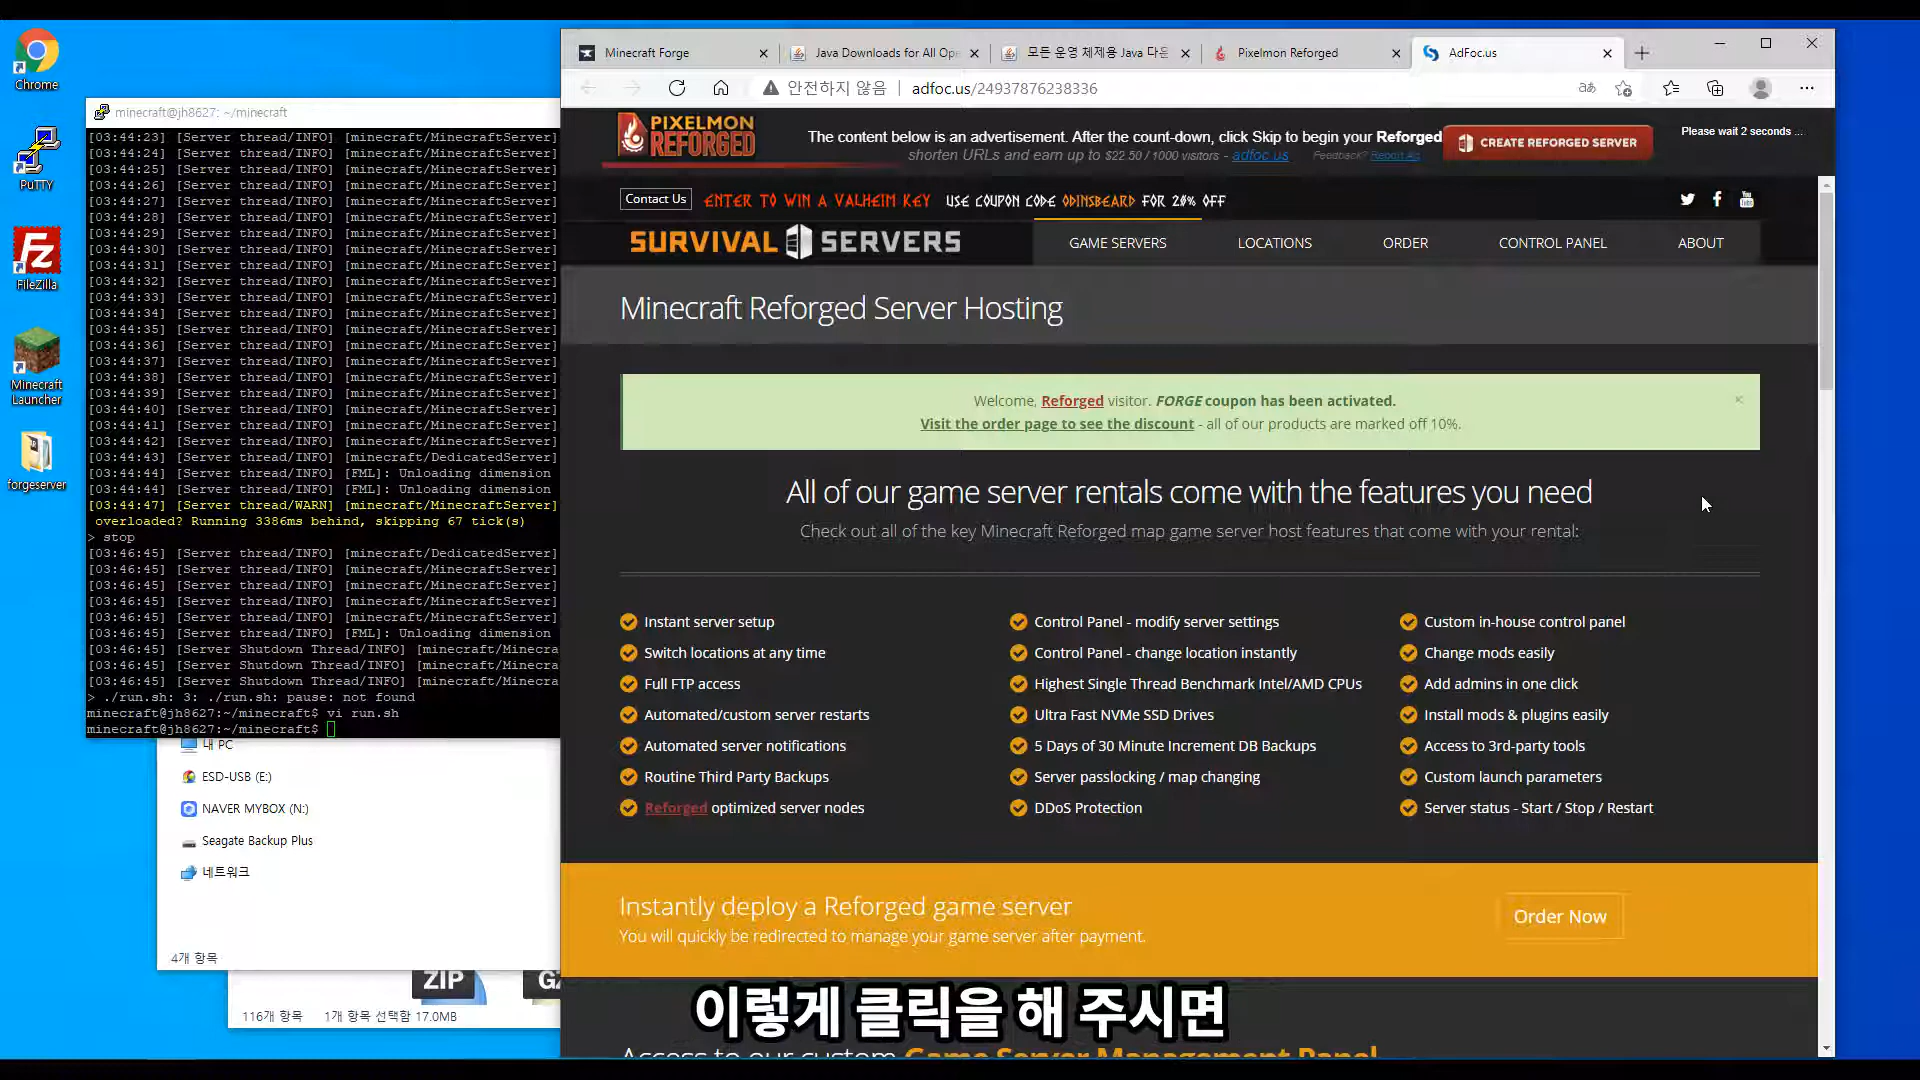 Chrome
PuTTY
FileZilla
Minecraft
Launcher
forgeserver
minecraft@jh8627: ~/minecraft
[03:44:23] [Server thread/INFO] [minecraft/MinecraftServer]
[03:44:24] [Server thread/INFO] [minecraft/MinecraftServer]
[03:44:25] [Server thread/INFO] [minecraft/MinecraftServer]
[03:44:26] [Server thread/INFO] [minecraft/MinecraftServer]
[03:44:27] [Server thread/INFO] [minecraft/MinecraftServer]
[03:44:28] [Server thread/INFO] [minecraft/MinecraftServer]
[03:44:29] [Server thread/INFO] [minecraft/MinecraftServer]
[03:44:30] [Server thread/INFO] [minecraft/MinecraftServer]
[03:44:31] [Server thread/INFO] [minecraft/MinecraftServer]
[03:44:32] [Server thread/INFO] [minecraft/MinecraftServer]
[03:44:33] [Server thread/INFO] [minecraft/MinecraftServer]
[03:44:34] [Server thread/INFO] [minecraft/MinecraftServer]
[03:44:35] [Server thread/INFO] [minecraft/MinecraftServer]
[03:44:36] [Server thread/INFO] [minecraft/MinecraftServer]
[03:44:37] [Server thread/INFO] [minecraft/MinecraftServer]
[03:44:38] [Server thread/INFO] [minecraft/MinecraftServer]
[03:44:39] [Server thread/INFO] [minecraft/MinecraftServer]
[03:44:40] [Server thread/INFO] [minecraft/MinecraftServer]
[03:44:41] [Server thread/INFO] [minecraft/MinecraftServer]
[03:44:42] [Server thread/INFO] [minecraft/MinecraftServer]
[03:44:43] [Server thread/INFO] [minecraft/DedicatedServer]
[03:44:44] [Server thread/INFO] [FML]: Unloading dimension
[03:44:44] [Server thread/INFO] [FML]: Unloading dimension
[03:44:47] [Server thread/WARN] [minecraft/MinecraftServer]
overloaded? Running 3386ms behind, skipping 67 tick(s)
> stop
[03:46:45] [Server thread/INFO] [minecraft/DedicatedServer]
[03:46:45] [Server thread/INFO] [minecraft/MinecraftServer]
[03:46:45] [Server thread/INFO] [minecraft/MinecraftServer]
[03:46:45] [Server thread/INFO] [minecraft/MinecraftServer]
[03:46:45] [Server thread/INFO] [minecraft/MinecraftServer]
[03:46:45] [Server thread/INFO] [FML]: Unloading dimension
[03:46:45] [Server Shutdown Thread/INFO] [minecraft/Minecra
[03:46:45] [Server Shutdown Thread/INFO] [minecraft/Minecra
[03:46:45] [Server Shutdown Thread/INFO] [minecraft/Minecra
> ./run.sh: 3: ./run.sh: pause: not found
minecraft@jh8627:~/minecraft$ vi run.sh
minecraft@jh8627:~/minecraft$
내 PC
ESD-USB (E:)
NAVER MYBOX (N:)
Seagate Backup Plus
네트워크
4개 항목
ZIP
116개 항목 1개 항목 선택함 17.0MB
Minecraft Forge
Java Downloads for All Ope
모든 운영 체제용 Java 다운
Pixelmon Reforged
AdFoc.us
안전하지 않음 | adfoc.us/24937876238336
PIXELMON
REFORGED
The content below is an advertisement. After the count-down, click Skip to begin your Reforged
shorten URLs and earn up to $22.50 / 1000 visitors - adfoc.us Feedback? Report Ad
CREATE REFORGED SERVER
Please wait 2 seconds ...
Contact Us
ENTER TO WIN A VALHEIM KEY USE COUPON CODE ODINSBEARD FOR 20% OFF
SURVIVAL SERVERS
GAME SERVERS
LOCATIONS
ORDER
CONTROL PANEL
ABOUT
Minecraft Reforged Server Hosting
Welcome, Reforged visitor. FORGE coupon has been activated.
Visit the order page to see the discount - all of our products are marked off 10%.
×
All of our game server rentals come with the features you need
Check out all of the key Minecraft Reforged map game server host features that come with your rental:
Instant server setup
Switch locations at any time
Full FTP access
Automated/custom server restarts
Automated server notifications
Routine Third Party Backups
Reforged optimized server nodes
Control Panel - modify server settings
Control Panel - change location instantly
Highest Single Thread Benchmark Intel/AMD CPUs
Ultra Fast NVMe SSD Drives
5 Days of 30 Minute Increment DB Backups
Server passlocking / map changing
DDoS Protection
Custom in-house control panel
Change mods easily
Add admins in one click
Install mods & plugins easily
Access to 3rd-party tools
Custom launch parameters
Server status - Start / Stop / Restart
Instantly deploy a Reforged game server
You will quickly be redirected to manage your game server after payment.
Order Now
이렇게 클릭을 해 주시면
Access to our custom Game Server Management Panel